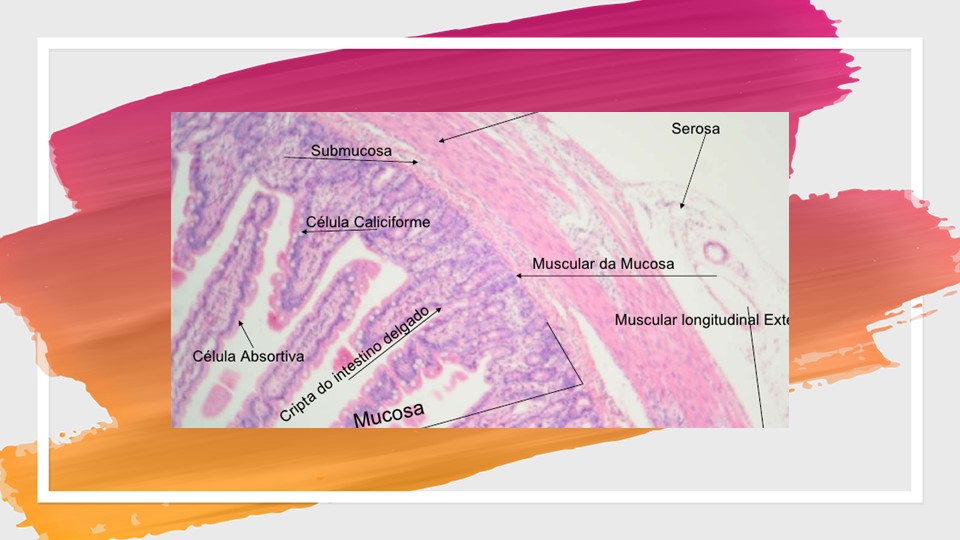 Serosa
Submucosa
Célula Caliciforme
Muscular da Mucosa
Muscular longitudinal Exte
Célula Absortiva
Cripta do intestino delgado
Mucosa